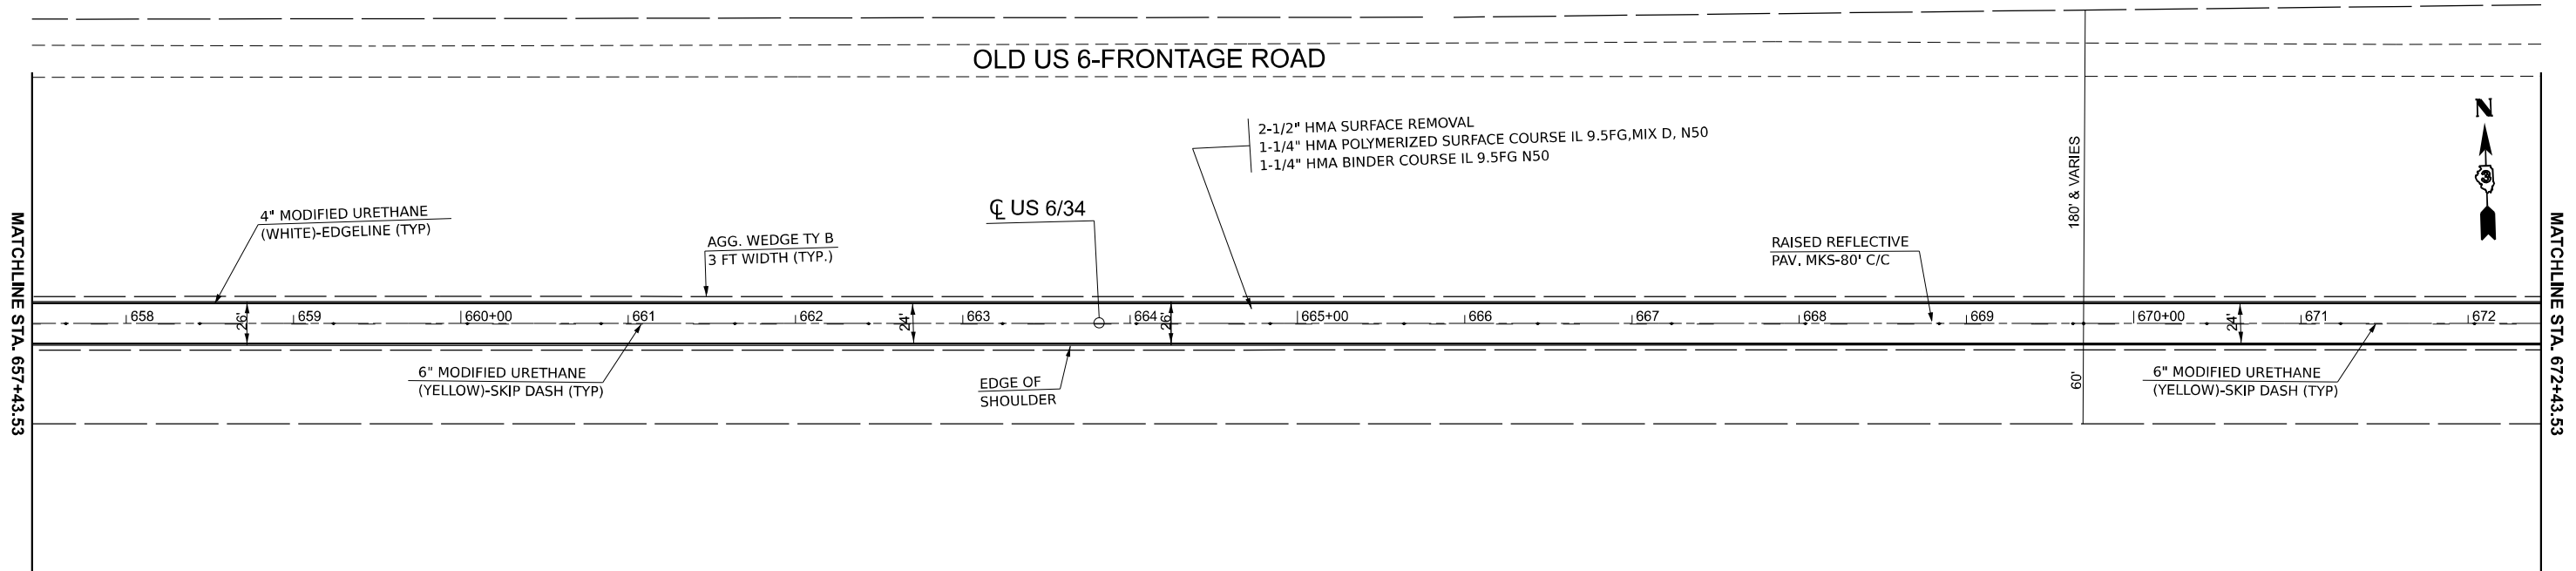 OLD US 6-FRONTAGE ROAD
2-1/2" HMA SURFACE REMOVAL
1-1/4" HMA POLYMERIZED SURFACE COURSE IL 9.5FG,MIX D, N50
1-1/4" HMA BINDER COURSE IL 9.5FG N50
N
3
180' & VARIES
4" MODIFIED URETHANE
(WHITE)-EDGELINE (TYP)
AGG. WEDGE TY B
3 FT WIDTH (TYP.)
℄ US 6/34
RAISED REFLECTIVE
PAV. MKS-80' C/C
MATCHLINE STA. 657+43.53
MATCHLINE STA. 672+43.53
658
26'
659
660+00
661
662
24'
663
664
26'
665+00
666
667
668
669
670+00
24'
671
672
6" MODIFIED URETHANE
(YELLOW)-SKIP DASH (TYP)
EDGE OF
SHOULDER
60'
6" MODIFIED URETHANE
(YELLOW)-SKIP DASH (TYP)